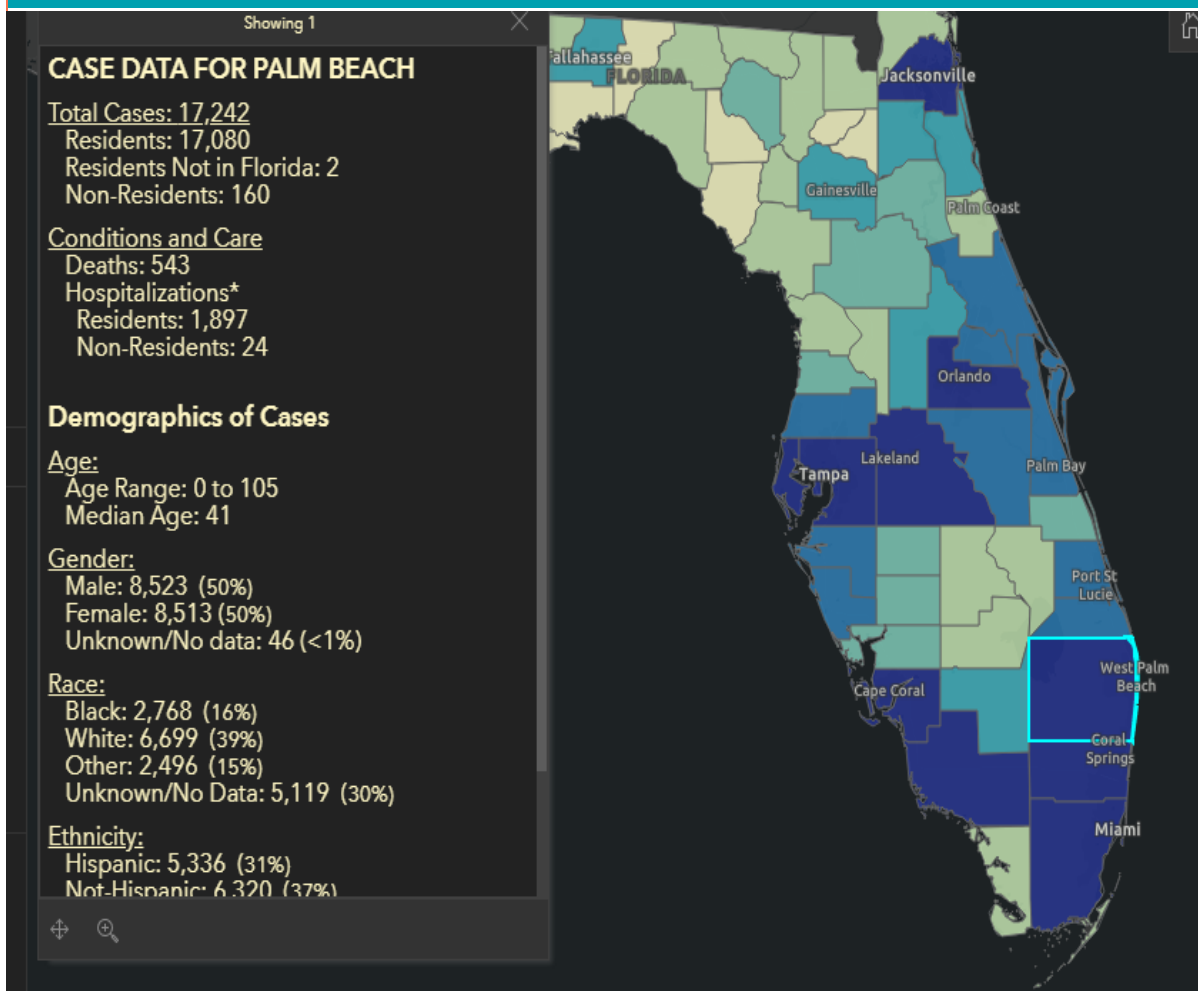 Showing 1
CASE DATA FOR PALM BEACH
Total Cases: 17,242
Residents: 17,080
Residents Not in Florida: 2
Non-Residents: 160
Conditions and Care
Deaths: 543
Hospitalizations*
Residents: 1,897
Non-Residents: 24
Demographics of Cases
Age:
Age Range: 0 to 105
Median Age: 41
Gender:
Male: 8,523 (50%)
Female: 8,513 (50%)
Unknown/No data: 46 (<1%)
Race:
Black: 2,768 (16%)
White: 6,699 (39%)
Other: 2,496 (15%)
Unknown/No Data: 5,119 (30%)
Ethnicity:
Hispanic: 5,336 (31%)
Not-Hispanic: 6,320 (37%)
Tallahassee
FLORIDA
Jacksonville
Gainesville
Palm Coast
Orlando
Tampa
Lakeland
Palm Bay
Port St
Lucie
West Palm
Beach
Cape Coral
Coral
Springs
Miami